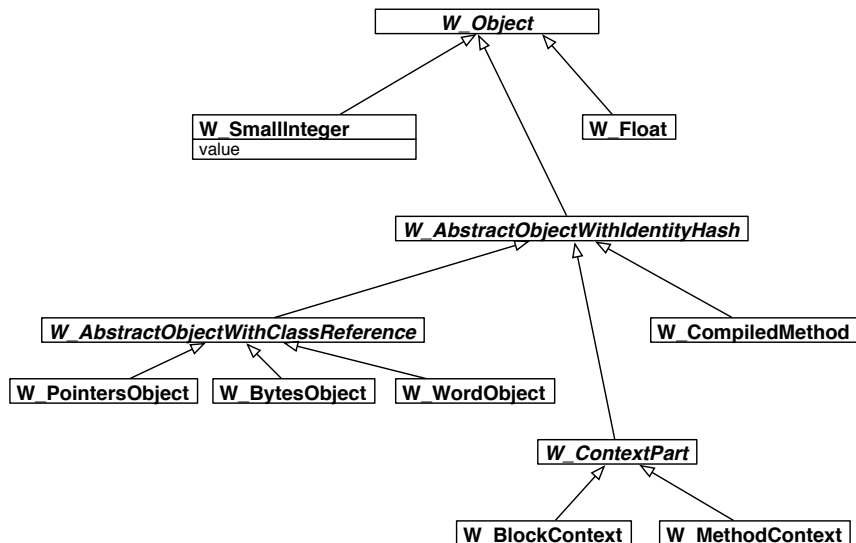 W_Object
W_SmallInteger
value
W_Float
W_AbstractObjectWithIdentityHash
W_AbstractObjectWithClassReference
W_CompiledMethod
W_PointersObject
W_BytesObject
W_WordObject
W_ContextPart
W_BlockContext
W_MethodContext